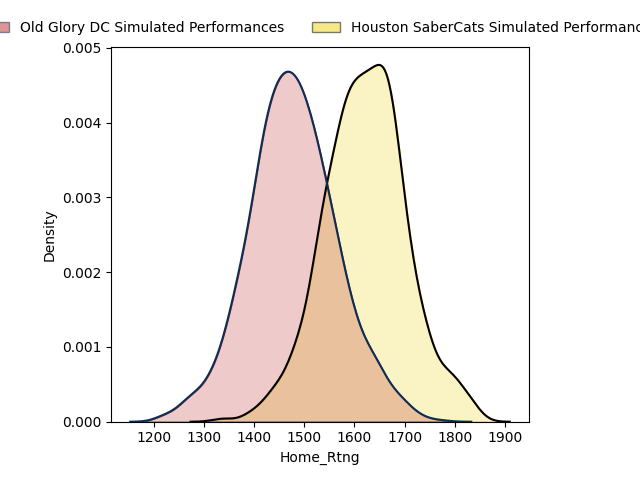 Old Glory DC Simulated Performances
Houston SaberCats Simulated
0.005
0.004
0.003
0.002
0.001
0.000
Density
1200 1300 1400 1500 1600 1700 1800 1900
Home_Rtng